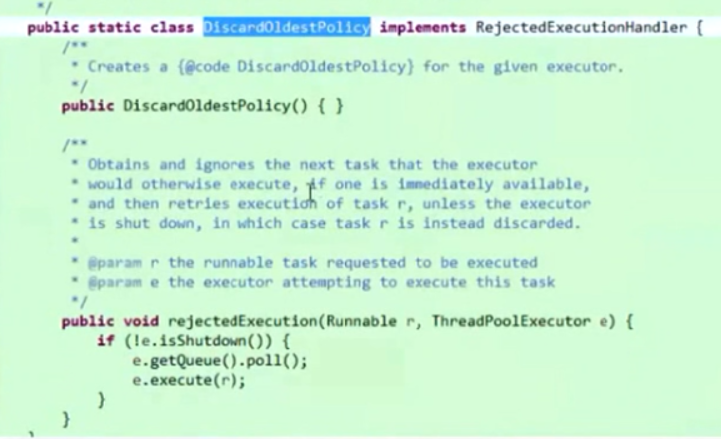 */
public static class DiscardOldestPolicy implements RejectedExecutionHandler {
/**
* Creates a {@code DiscardOldestPolicy} for the given executor.
*/
public DiscardOldestPolicy() { }
/**
* Obtains and ignores the next task that the executor
* would otherwise execute, if one is immediately available,
* and then retries execution of task r, unless the executor
* is shut down, in which case task r is instead discarded.
*
* @param r the runnable task requested to be executed
* @param e the executor attempting to execute this task
*/
public void rejectedExecution(Runnable r, ThreadPoolExecutor e) {
if (!e.isShutdown()) {
e.getQueue().poll();
e.execute(r);
}
}